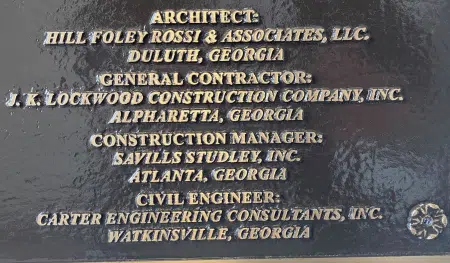 ARCHITECT:
HILL FOLEY ROSSI & ASSOCIATES, LLC.
DULUTH, GEORGIA
GENERAL CONTRACTOR:
J. K. LOCKWOOD CONSTRUCTION COMPANY, INC.
ALPHARETTA, GEORGIA
CONSTRUCTION MANAGER:
SAVILLS STUDLEY, INC.
ATLANTA, GEORGIA
CIVIL ENGINEER:
CARTER ENGINEERING CONSULTANTS, INC.
WATKINSVILLE, GEORGIA